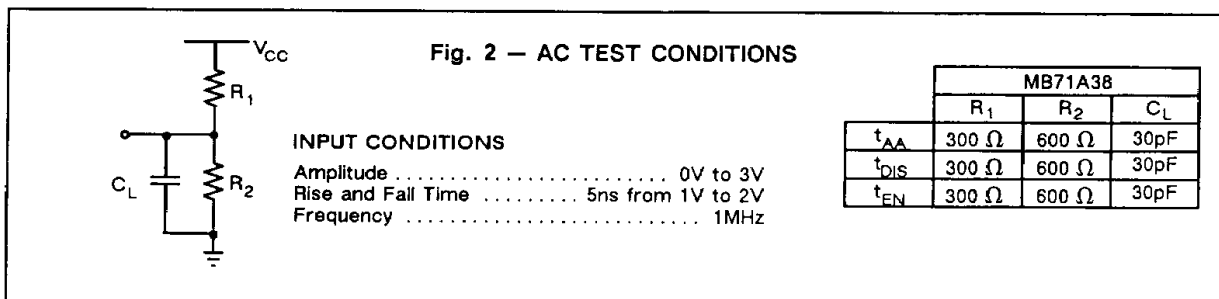 Fig. 2 — AC TEST CONDITIONS
V_CC
R_1
C_L
R_2
INPUT CONDITIONS
Amplitude ........................... 0V to 3V
Rise and Fall Time ......... 5ns from 1V to 2V
Frequency ............................ 1MHz
MB71A38
R_1 R_2 C_L
t_AA 300 Ω 600 Ω 30pF
t_DIS 300 Ω 600 Ω 30pF
t_EN 300 Ω 600 Ω 30pF